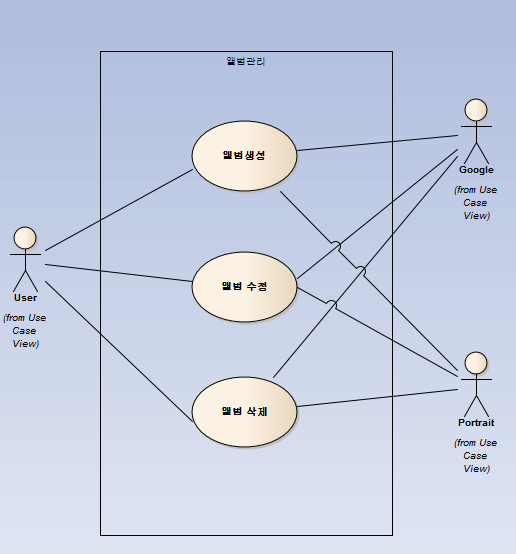 앨범관리
앨범생성
Google
(from Use
Case
View)
User
(from Use
Case
View)
앨범 수정
앨범 삭제
Portrait
(from Use
Case
View)